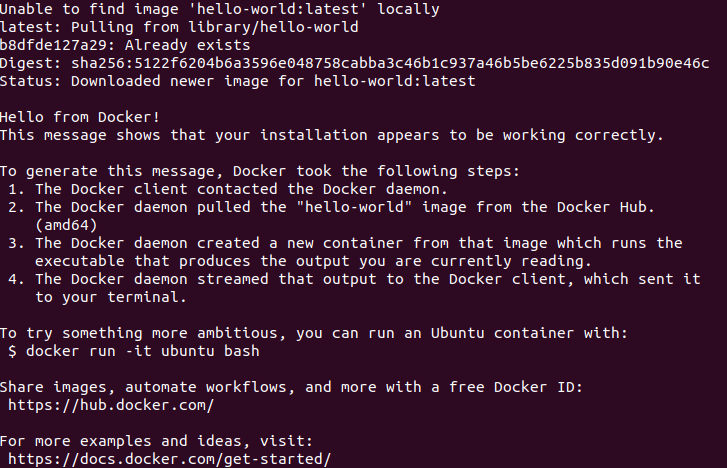 Unable to find image 'hello-world:latest' locally
latest: Pulling from library/hello-world
b8dfde127a29: Already exists
Digest: sha256:5122f6204b6a3596e048758cabba3c46b1c937a46b5be6225b835d091b90e46c
Status: Downloaded newer image for hello-world:latest

Hello from Docker!
This message shows that your installation appears to be working correctly.

To generate this message, Docker took the following steps:
 1. The Docker client contacted the Docker daemon.
 2. The Docker daemon pulled the "hello-world" image from the Docker Hub.
    (amd64)
 3. The Docker daemon created a new container from that image which runs the
    executable that produces the output you are currently reading.
 4. The Docker daemon streamed that output to the Docker client, which sent it
    to your terminal.

To try something more ambitious, you can run an Ubuntu container with:
 $ docker run -it ubuntu bash

Share images, automate workflows, and more with a free Docker ID:
 https://hub.docker.com/

For more examples and ideas, visit:
 https://docs.docker.com/get-started/